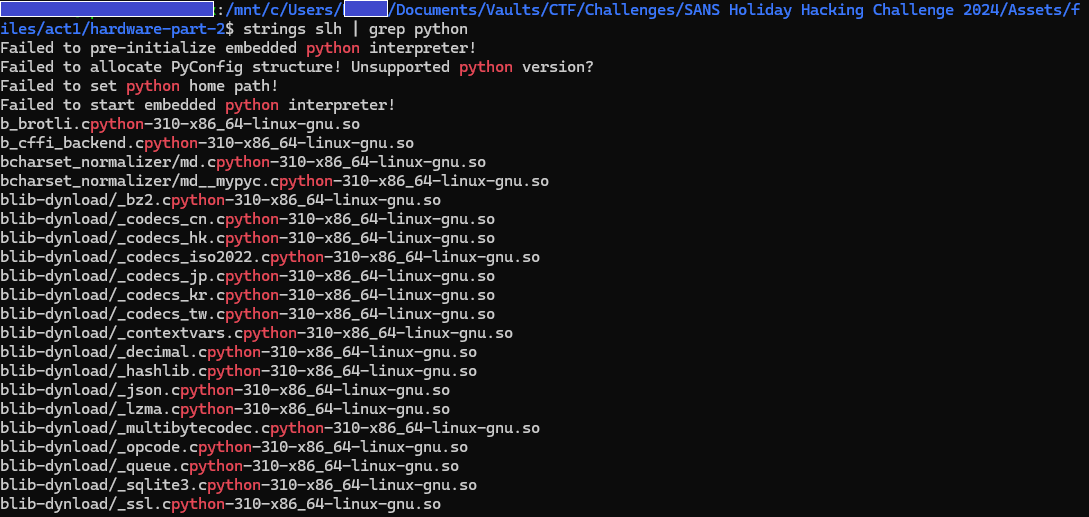 :/mnt/c/Users/ /Documents/Vaults/CTF/Challenges/SANS Holiday Hacking Challenge 2024/Assets/f
iles/act1/hardware-part-2$ strings slh | grep python
Failed to pre-initialize embedded python interpreter!
Failed to allocate PyConfig structure! Unsupported python version?
Failed to set python home path!
Failed to start embedded python interpreter!
b_brotli.cpython-310-x86_64-linux-gnu.so
b_cffi_backend.cpython-310-x86_64-linux-gnu.so
bcharset_normalizer/md.cpython-310-x86_64-linux-gnu.so
bcharset_normalizer/md__mypyc.cpython-310-x86_64-linux-gnu.so
blib-dynload/_bz2.cpython-310-x86_64-linux-gnu.so
blib-dynload/_codecs_cn.cpython-310-x86_64-linux-gnu.so
blib-dynload/_codecs_hk.cpython-310-x86_64-linux-gnu.so
blib-dynload/_codecs_iso2022.cpython-310-x86_64-linux-gnu.so
blib-dynload/_codecs_jp.cpython-310-x86_64-linux-gnu.so
blib-dynload/_codecs_kr.cpython-310-x86_64-linux-gnu.so
blib-dynload/_codecs_tw.cpython-310-x86_64-linux-gnu.so
blib-dynload/_contextvars.cpython-310-x86_64-linux-gnu.so
blib-dynload/_decimal.cpython-310-x86_64-linux-gnu.so
blib-dynload/_hashlib.cpython-310-x86_64-linux-gnu.so
blib-dynload/_json.cpython-310-x86_64-linux-gnu.so
blib-dynload/_lzma.cpython-310-x86_64-linux-gnu.so
blib-dynload/_multibytecodec.cpython-310-x86_64-linux-gnu.so
blib-dynload/_opcode.cpython-310-x86_64-linux-gnu.so
blib-dynload/_queue.cpython-310-x86_64-linux-gnu.so
blib-dynload/_sqlite3.cpython-310-x86_64-linux-gnu.so
blib-dynload/_ssl.cpython-310-x86_64-linux-gnu.so